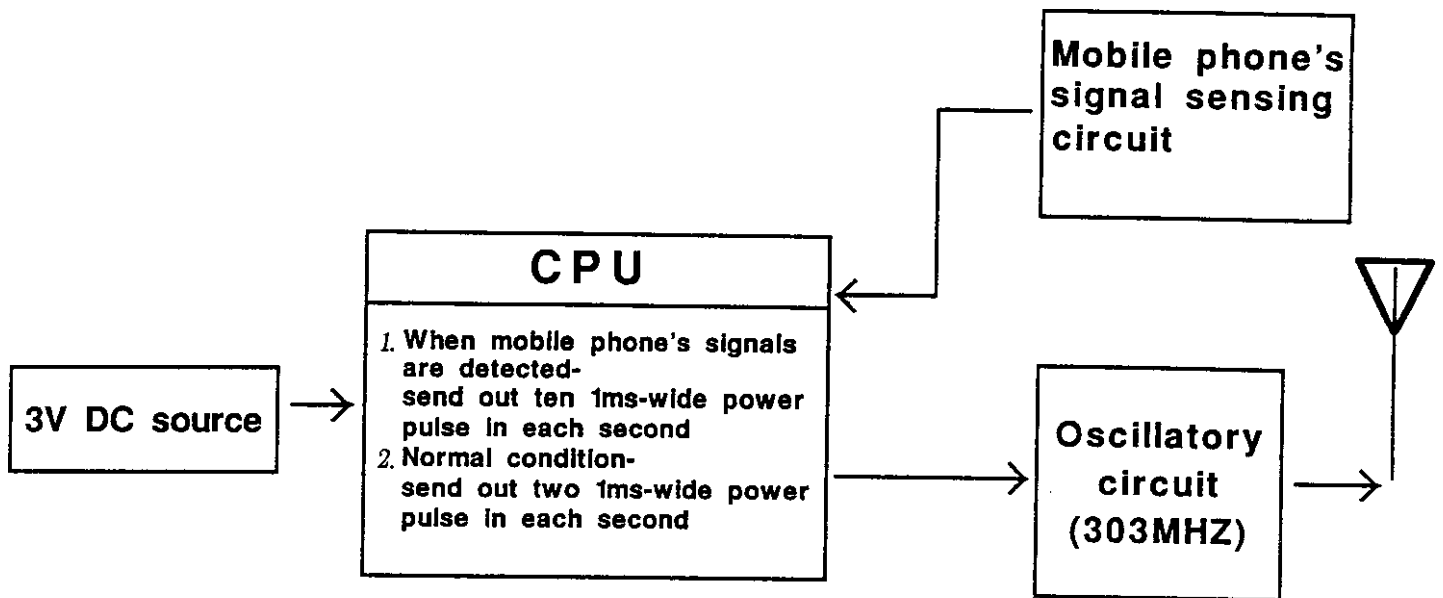 Mobile phone's
signal sensing
circuit
CPU
1. When mobile phone's signals
are detected-
send out ten 1ms-wide power
pulse in each second
2. Normal condition-
send out two 1ms-wide power
pulse in each second
3V DC source
Oscillatory
circuit
(303MHZ)